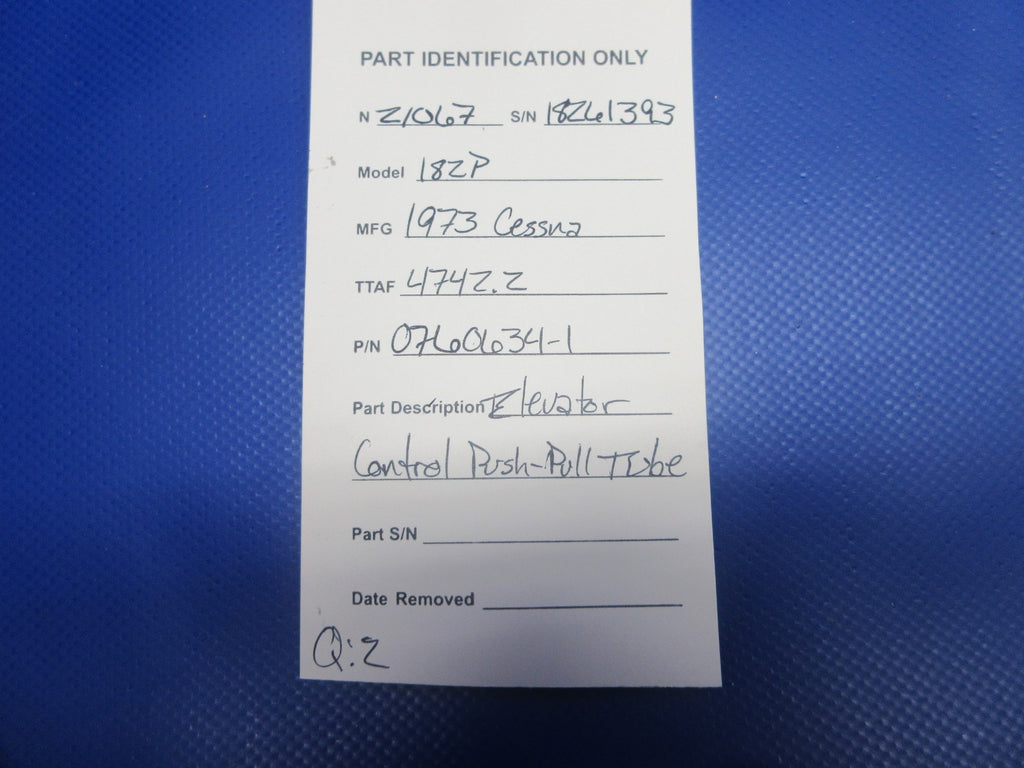 PART IDENTIFICATION ONLY
N 21067 S/N 18261393
Model 182P
MFG 1973 Cessna
TTAF 4742.2
P/N 0760634-1
Part Description Elevator
Control Push-Pull Tube
Part S/N
Date Removed
Q:2